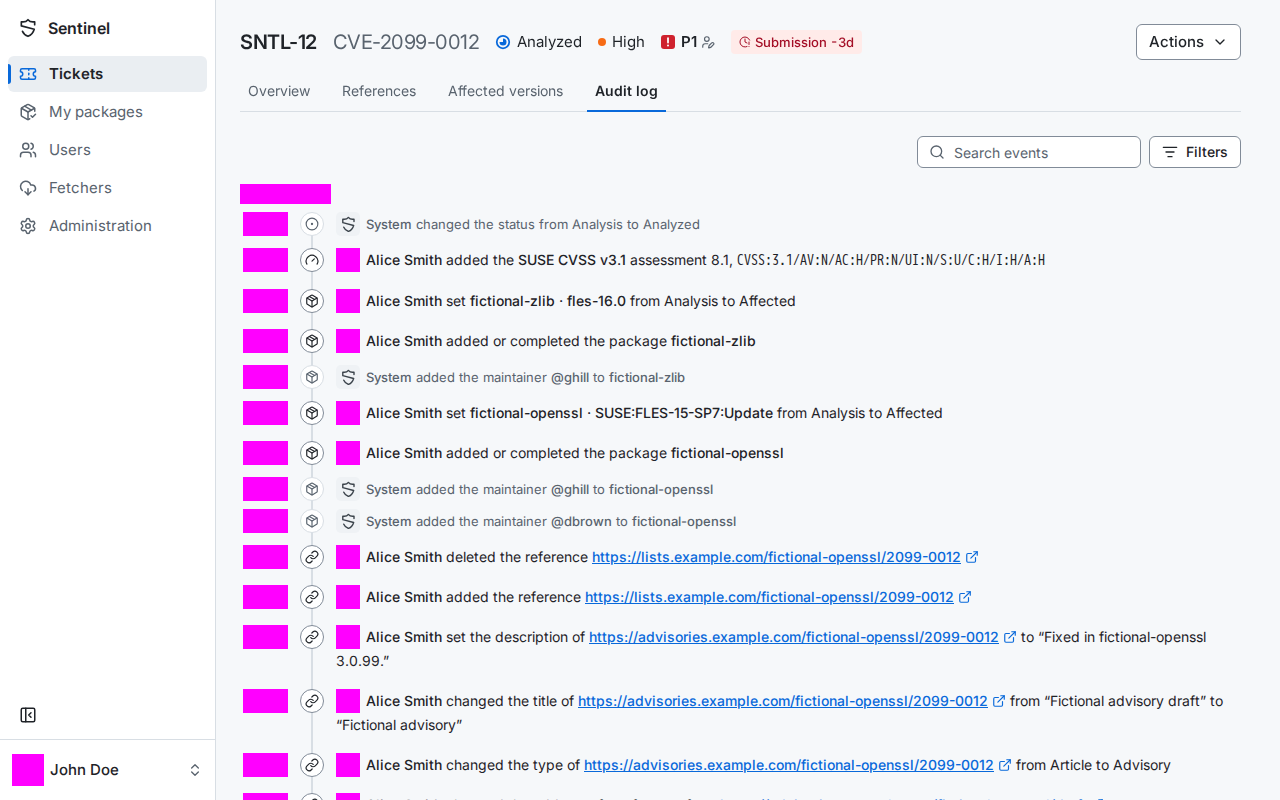 Sentinel
SNTL-12 CVE-2099-0012 Analyzed High P1 Submission -3d
Actions
Tickets
My packages
Users
Fetchers
Administration
Overview References Affected versions Audit log
Search events Filters
System changed the status from Analysis to Analyzed
Alice Smith added the SUSE CVSS v3.1 assessment 8.1, CVSS:3.1/AV:N/AC:H/PR:N/UI:N/S:U/C:H/I:H/A:H
Alice Smith set fictional-zlib · fles-16.0 from Analysis to Affected
Alice Smith added or completed the package fictional-zlib
System added the maintainer @ghill to fictional-zlib
Alice Smith set fictional-openssl · SUSE:FLES-15-SP7:Update from Analysis to Affected
Alice Smith added or completed the package fictional-openssl
System added the maintainer @ghill to fictional-openssl
System added the maintainer @dbrown to fictional-openssl
Alice Smith deleted the reference https://lists.example.com/fictional-openssl/2099-0012
Alice Smith added the reference https://lists.example.com/fictional-openssl/2099-0012
Alice Smith set the description of https://advisories.example.com/fictional-openssl/2099-0012 to “Fixed in fictional-openssl
3.0.99.”
Alice Smith changed the title of https://advisories.example.com/fictional-openssl/2099-0012 from “Fictional advisory draft” to
“Fictional advisory”
Alice Smith changed the type of https://advisories.example.com/fictional-openssl/2099-0012 from Article to Advisory
John Doe